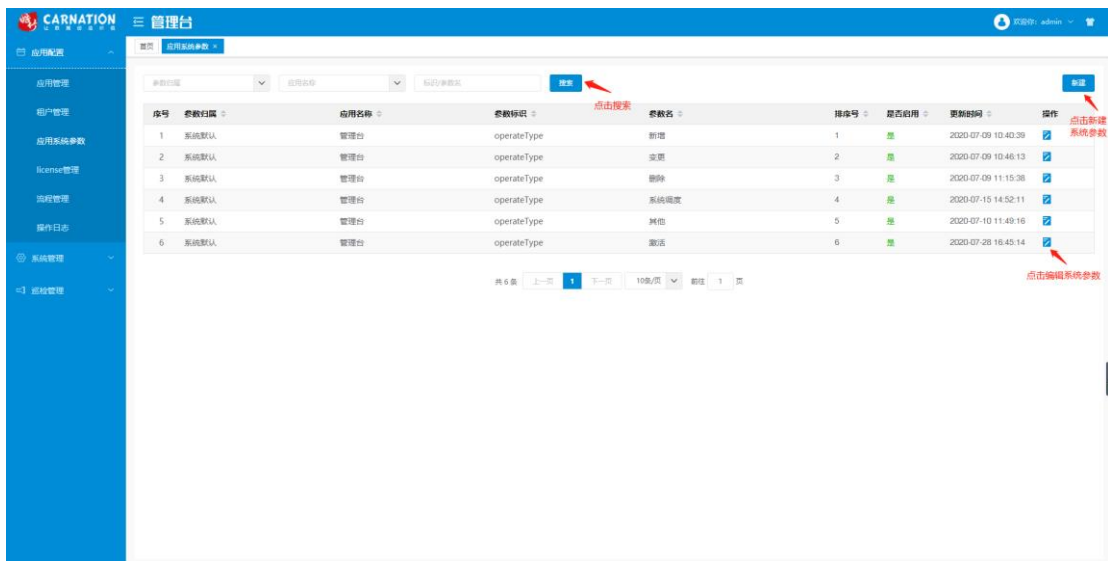 CARNATION 管理台 欢迎你: admin
应用配置 首页 应用系统参数 ×
应用管理
租户管理
应用系统参数
license管理
流程管理
操作日志
系统管理
巡检管理
参数归属 应用名称 标识/参数名 搜索 新建
点击搜索
点击新建
系统参数
序号 参数归属 应用名称 参数标识 参数名 排序号 是否启用 更新时间 操作
1 系统默认 管理台 operateType 新增 1 是 2020-07-09 10:40:39
2 系统默认 管理台 operateType 变更 2 是 2020-07-09 10:46:13
3 系统默认 管理台 operateType 删除 3 是 2020-07-09 11:15:38
4 系统默认 管理台 operateType 系统调度 4 是 2020-07-15 14:52:11
5 系统默认 管理台 operateType 其他 5 是 2020-07-10 11:49:16
6 系统默认 管理台 operateType 激活 6 是 2020-07-28 16:45:14
点击编辑系统参数
共 6 条 上一页 1 下一页 10条/页 前往 1 页